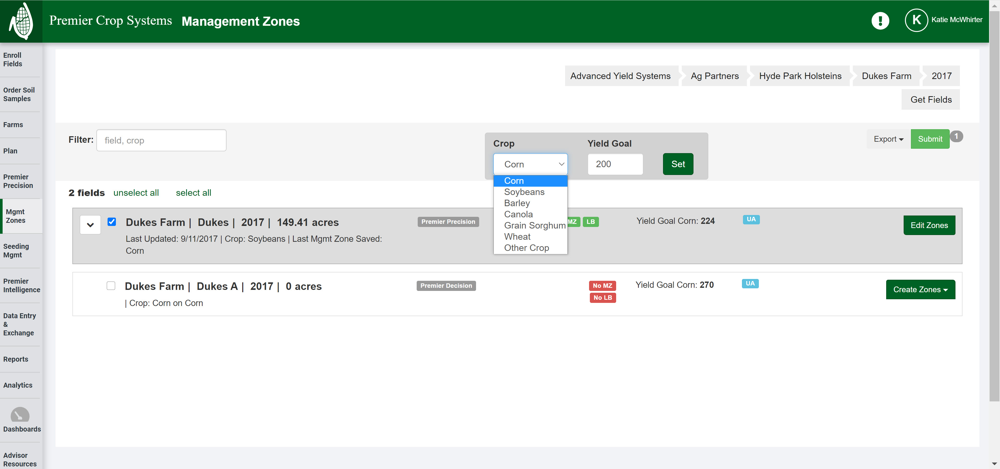 Premier Crop Systems Management Zones
! K Katie McWhirter
Enroll
Fields
Order Soil
Samples
Farms
Plan
Premier
Precision
Mgmt
Zones
Seeding
Mgmt
Premier
Intelligence
Data Entry
&
Exchange
Reports
Analytics
Dashboards
Advisor
Resources
Advanced Yield Systems Ag Partners Hyde Park Holsteins Dukes Farm 2017
Get Fields
Filter: field, crop
Crop Yield Goal
Corn 200 Set
Corn
Soybeans
Barley
Canola
Grain Sorghum
Wheat
Other Crop
Export Submit 1
2 fields unselect all select all
Dukes Farm | Dukes | 2017 | 149.41 acres Premier Precision MZ LB Yield Goal Corn: 224 UA Edit Zones
Last Updated: 9/11/2017 | Crop: Soybeans | Last Mgmt Zone Saved:
Corn
Dukes Farm | Dukes A | 2017 | 0 acres Premier Decision No MZ Yield Goal Corn: 270 UA Create Zones
No LB
| Crop: Corn on Corn